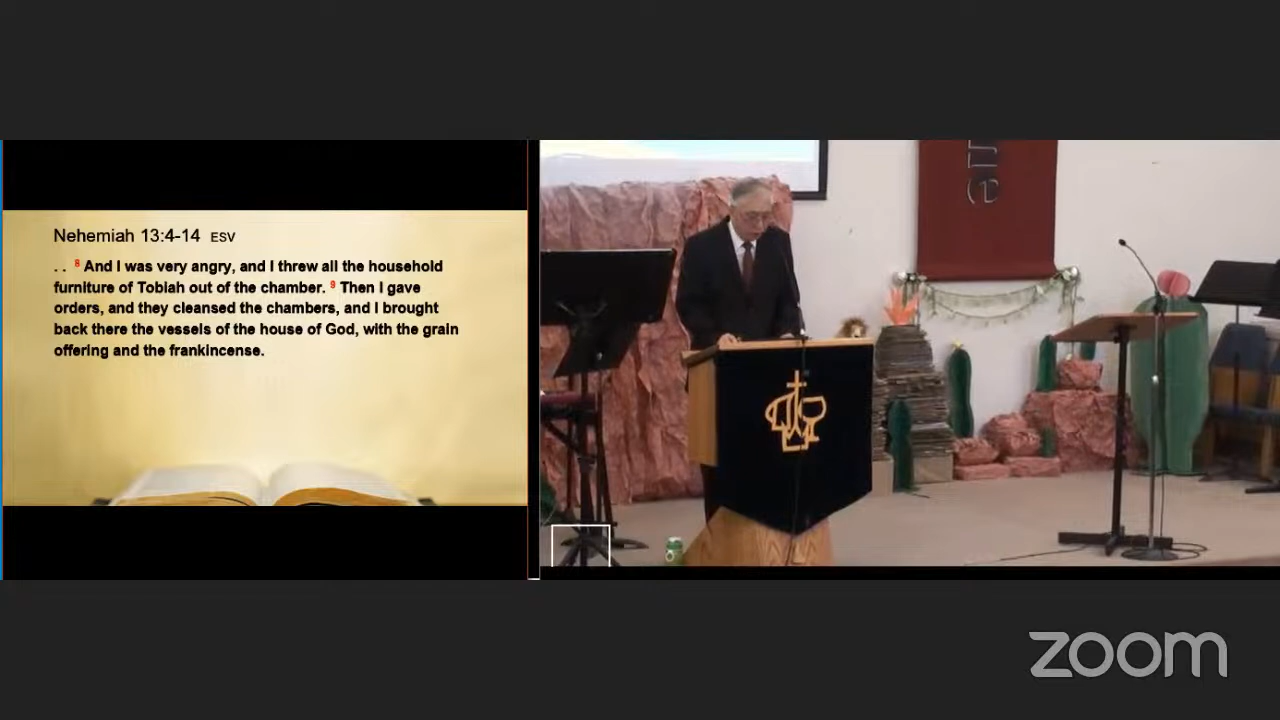 Nehemiah 13:4-14 ESV
. . 8 And I was very angry, and I threw all the household
furniture of Tobiah out of the chamber. 9 Then I gave
orders, and they cleansed the chambers, and I brought
back there the vessels of the house of God, with the grain
offering and the frankincense.
zoom